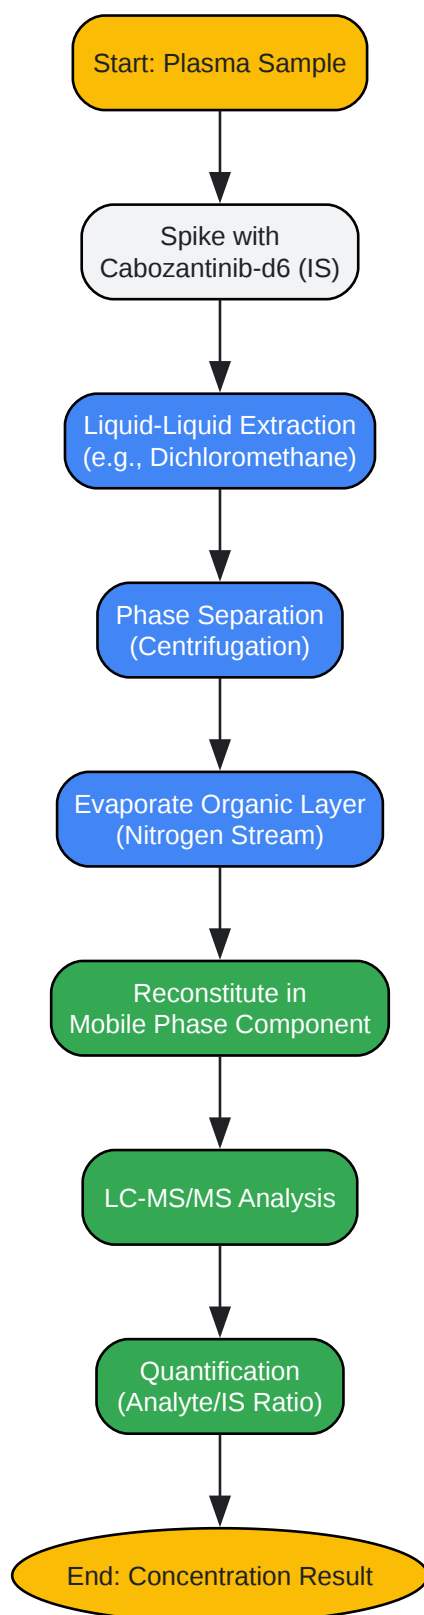 Start: Plasma Sample
Spike with
Cabozantinib-d6 (IS)
Liquid-Liquid Extraction
(e.g., Dichloromethane)
Phase Separation
(Centrifugation)
Evaporate Organic Layer
(Nitrogen Stream)
Reconstitute in
Mobile Phase Component
LC-MS/MS Analysis
Quantification
(Analyte/IS Ratio)
End: Concentration Result